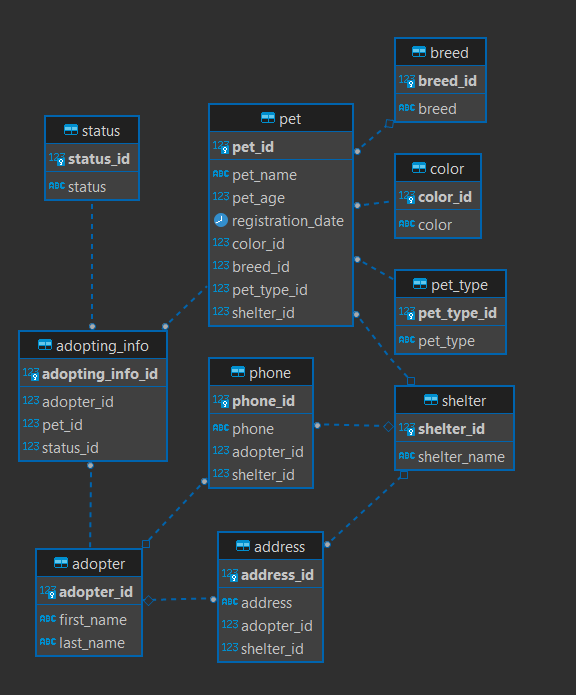 breed
123 breed_id
ABC breed
status
123 status_id
ABC status
pet
123 pet_id
ABC pet_name
123 pet_age
registration_date
123 color_id
123 breed_id
123 pet_type_id
123 shelter_id
color
123 color_id
ABC color
pet_type
123 pet_type_id
ABC pet_type
adopting_info
123 adopting_info_id
123 adopter_id
123 pet_id
123 status_id
phone
123 phone_id
ABC phone
123 adopter_id
123 shelter_id
shelter
123 shelter_id
ABC shelter_name
adopter
123 adopter_id
ABC first_name
ABC last_name
address
123 address_id
ABC address
123 adopter_id
123 shelter_id